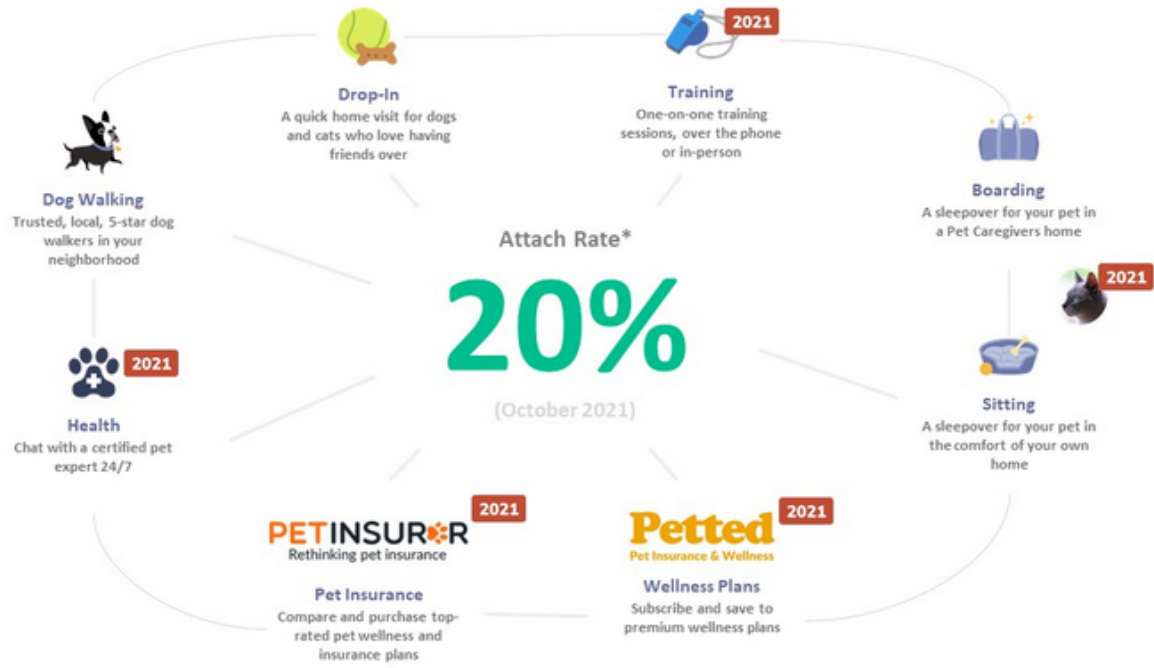 Drop-In
A quick home visit for dogs
and cats who love having
friends over
2021
Training
One-on-one training
sessions, over the phone
or in-person
Dog Walking
Trusted, local, 5-star dog
walkers in your
neighborhood
Boarding
A sleepover for your pet in
a Pet Caregivers home
Attach Rate*
20%
(October 2021)
2021
Health
Chat with a certified pet
expert 24/7
2021
Sitting
A sleepover for your pet in
the comfort of your own
home
2021
PETINSUROR
Rethinking pet insurance
Pet Insurance
Compare and purchase top-
rated pet wellness and
insurance plans
2021
Petted
Pet Insurance & Wellness
Wellness Plans
Subscribe and save to
premium wellness plans